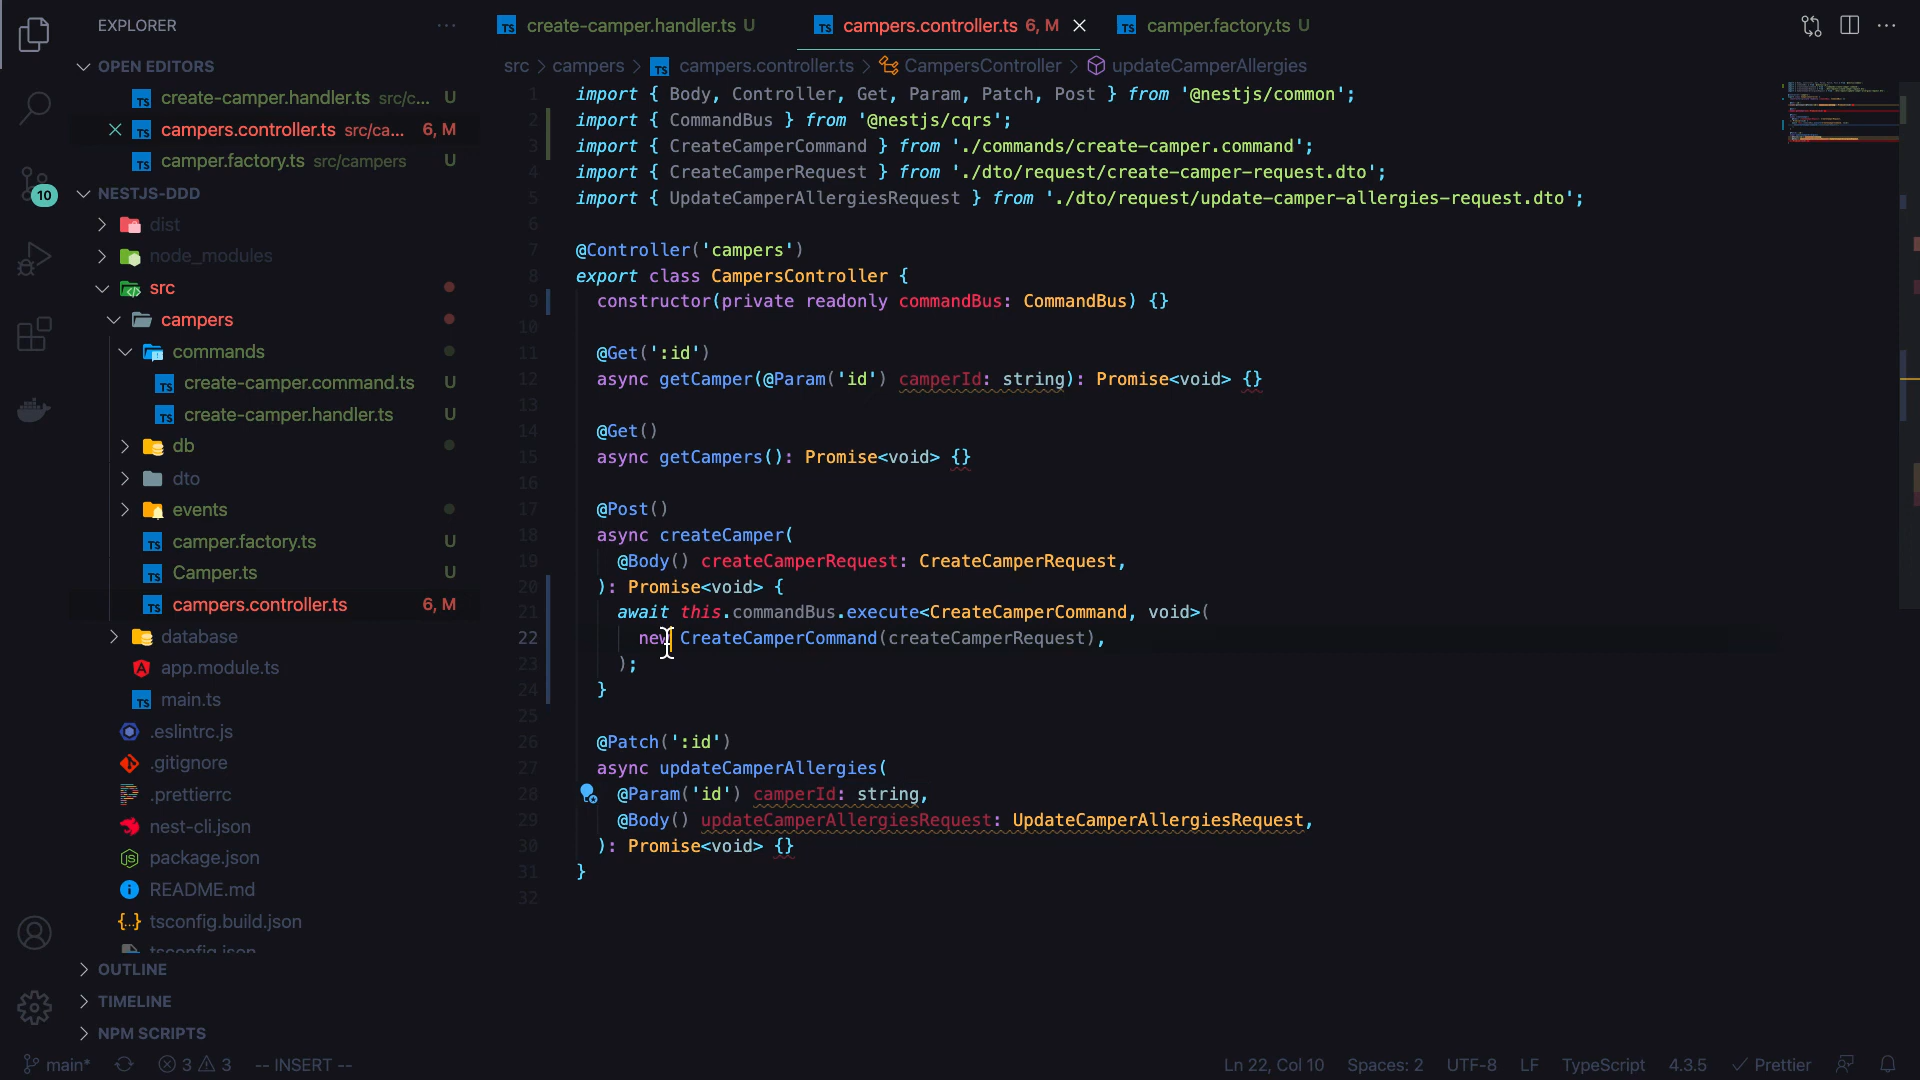 EXPLORER
OPEN EDITORS
create-camper.handler.ts src/c... U
campers.controller.ts src/ca... 6, M
camper.factory.ts src/campers U
NESTJS-DDD
dist
node_modules
src
campers
commands
create-camper.command.ts U
create-camper.handler.ts U
db
dto
events
camper.factory.ts U
Camper.ts U
campers.controller.ts 6, M
database
app.module.ts
main.ts
.eslintrc.js
.gitignore
.prettierrc
nest-cli.json
package.json
README.md
tsconfig.build.json
tsconfig.json
OUTLINE
TIMELINE
NPM SCRIPTS
10
create-camper.handler.ts U campers.controller.ts 6, M camper.factory.ts U
src > campers > campers.controller.ts > CampersController > updateCamperAllergies
1 import { Body, Controller, Get, Param, Patch, Post } from '@nestjs/common';
2 import { CommandBus } from '@nestjs/cqrs';
3 import { CreateCamperCommand } from './commands/create-camper.command';
4 import { CreateCamperRequest } from './dto/request/create-camper-request.dto';
5 import { UpdateCamperAllergiesRequest } from './dto/request/update-camper-allergies-request.dto';
6
7 @Controller('campers')
8 export class CampersController {
9 constructor(private readonly commandBus: CommandBus) {}
10
11 @Get(':id')
12 async getCamper(@Param('id') camperId: string): Promise<void> {}
13
14 @Get()
15 async getCampers(): Promise<void> {}
16
17 @Post()
18 async createCamper(
19 @Body() createCamperRequest: CreateCamperRequest,
20 ): Promise<void> {
21 await this.commandBus.execute<CreateCamperCommand, void>(
22 new CreateCamperCommand(createCamperRequest),
23 );
24 }
25
26 @Patch(':id')
27 async updateCamperAllergies(
28 @Param('id') camperId: string,
29 @Body() updateCamperAllergiesRequest: UpdateCamperAllergiesRequest,
30 ): Promise<void> {}
31 }
32
main* 3 3 -- INSERT -- Ln 22, Col 10 Spaces: 2 UTF-8 LF TypeScript 4.3.5 Prettier